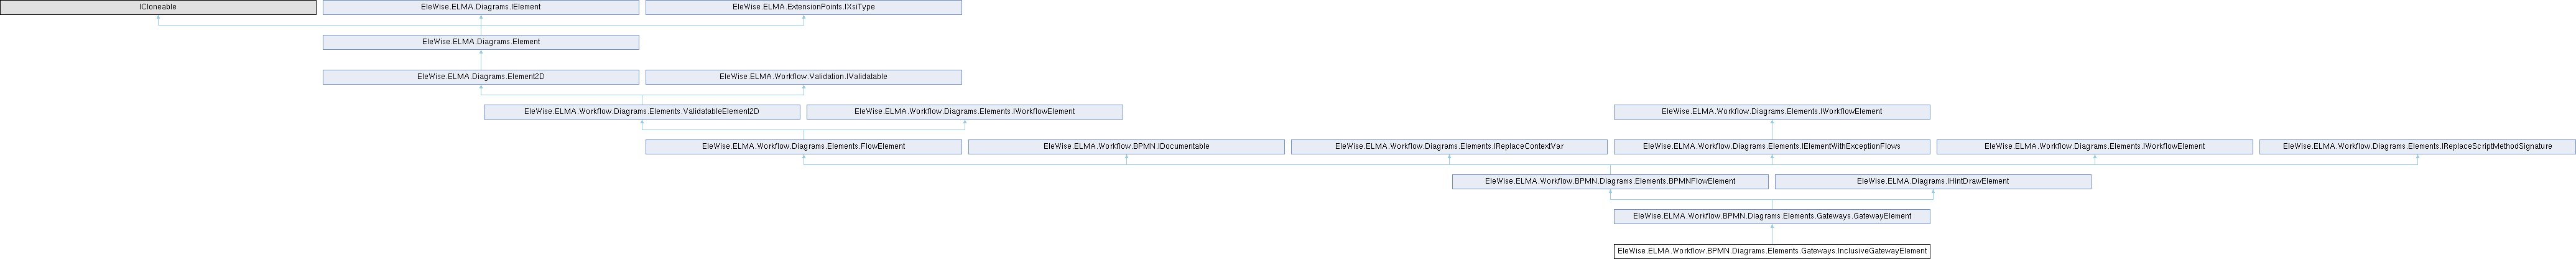 ICloneable
EleWise.ELMA.Diagrams.IElement
EleWise.ELMA.ExtensionPoints.IXsiType
EleWise.ELMA.Diagrams.Element
EleWise.ELMA.Diagrams.Element2D
EleWise.ELMA.Workflow.Validation.IValidatable
EleWise.ELMA.Workflow.Diagrams.Elements.ValidatableElement2D
EleWise.ELMA.Workflow.Diagrams.Elements.IWorkflowElement
EleWise.ELMA.Workflow.Diagrams.Elements.IWorkflowElement
EleWise.ELMA.Workflow.Diagrams.Elements.FlowElement
EleWise.ELMA.Workflow.BPMN.IDocumentable
EleWise.ELMA.Workflow.Diagrams.Elements.IReplaceContextVar
EleWise.ELMA.Workflow.Diagrams.Elements.IElementWithExceptionFlows
EleWise.ELMA.Workflow.Diagrams.Elements.IWorkflowElement
EleWise.ELMA.Workflow.Diagrams.Elements.IReplaceScriptMethodSignature
EleWise.ELMA.Workflow.BPMN.Diagrams.Elements.BPMNFlowElement
EleWise.ELMA.Diagrams.IHintDrawElement
EleWise.ELMA.Workflow.BPMN.Diagrams.Elements.Gateways.GatewayElement
EleWise.ELMA.Workflow.BPMN.Diagrams.Elements.Gateways.InclusiveGatewayElement